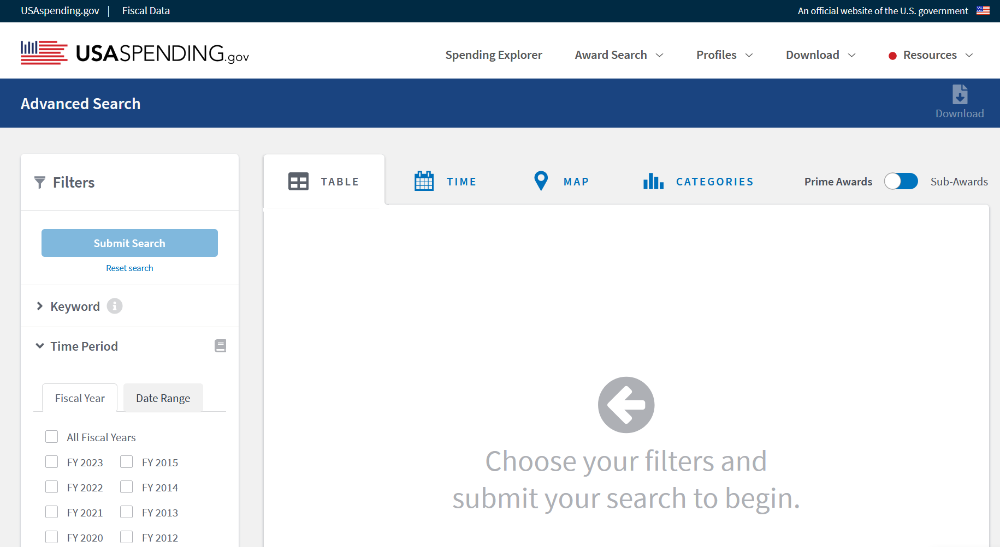 USAspending.gov | Fiscal Data
An official website of the U.S. government
USASPENDING.gov
Spending Explorer
Award Search
Profiles
Download
Resources
Advanced Search
Download
Filters
Submit Search
Reset search
Keyword
Time Period
Fiscal Year
Date Range
All Fiscal Years
FY 2023 FY 2015
FY 2022 FY 2014
FY 2021 FY 2013
FY 2020 FY 2012
TABLE
TIME
MAP
CATEGORIES
Prime Awards
Sub-Awards
Choose your filters and
submit your search to begin.